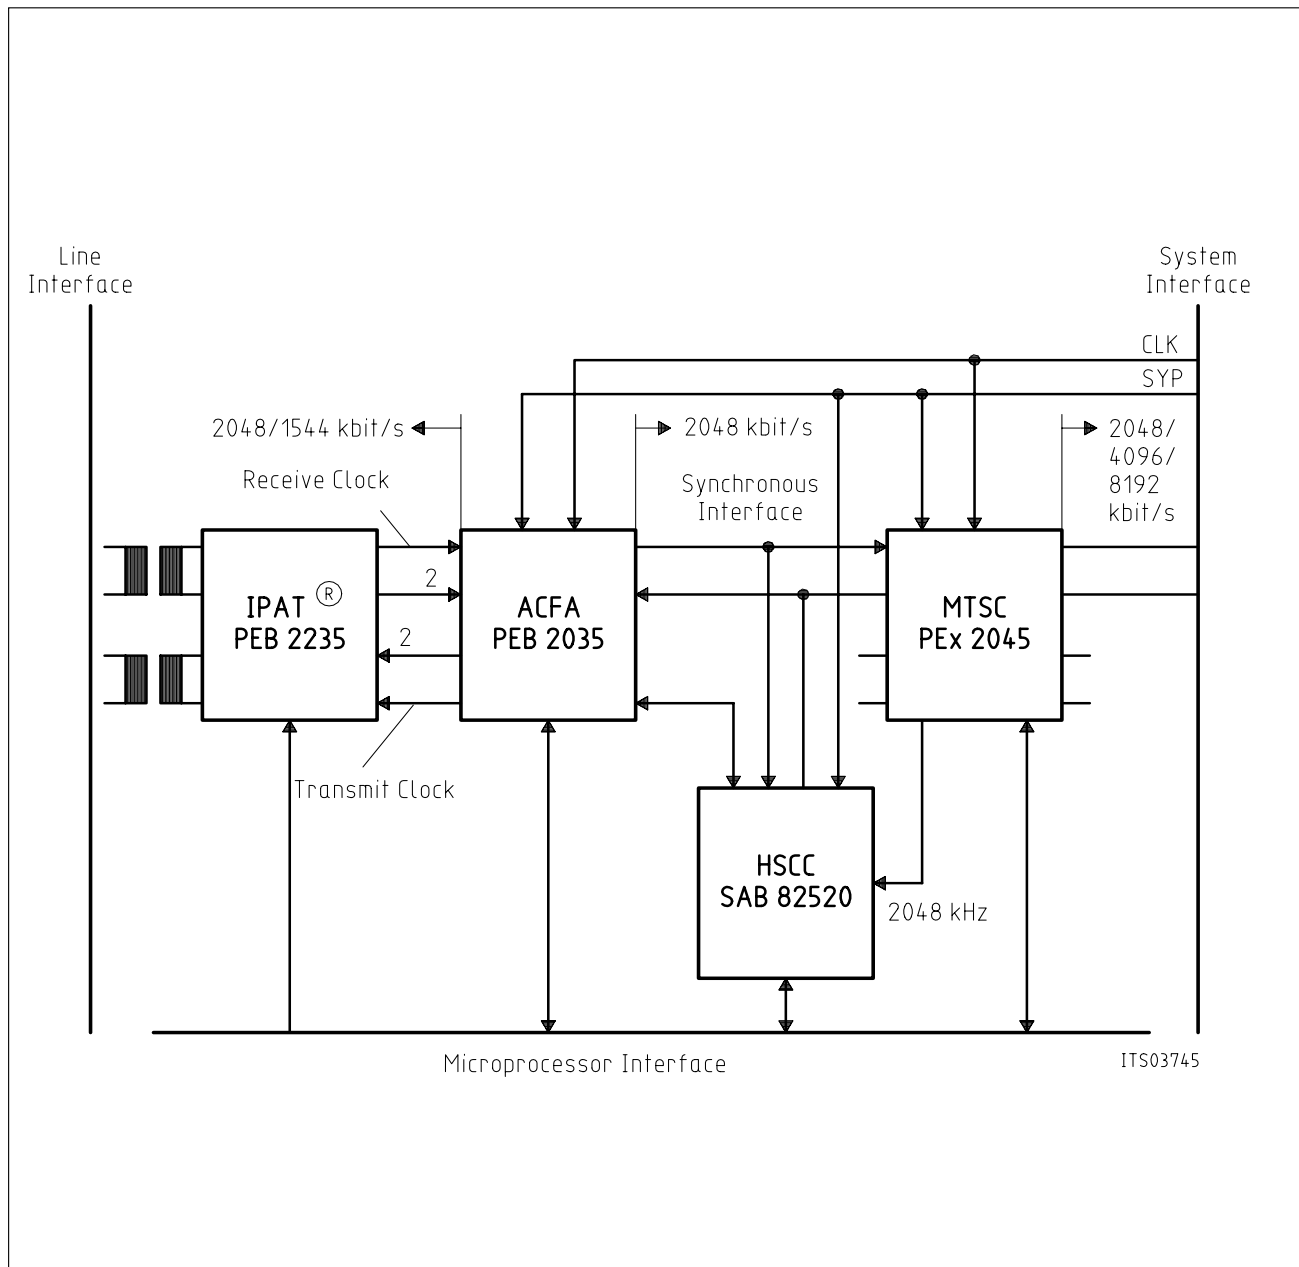 Line
Interface
System
Interface
CLK
SYP
2048/1544 kbit/s
2048 kbit/s
2048/
4096/
8192
kbit/s
Receive Clock
Synchronous
Interface
2
2
IPAT ®
PEB 2235
ACFA
PEB 2035
MTSC
PEx 2045
Transmit Clock
HSCC
SAB 82520
2048 kHz
Microprocessor Interface
ITS03745